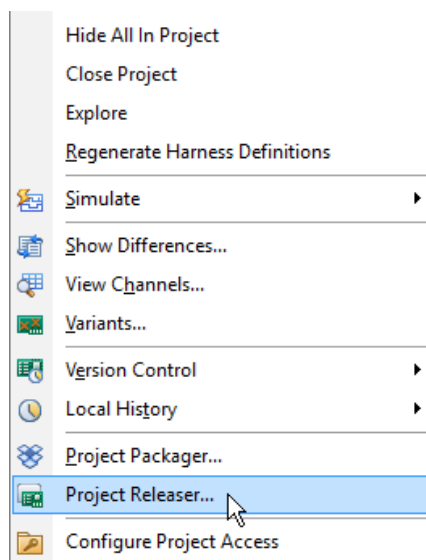 Hide All In Project
Close Project
Explore
Regenerate Harness Definitions
Simulate
Show Differences...
View Channels...
Variants...
Version Control
Local History
Project Packager...
Project Releaser...
Configure Project Access